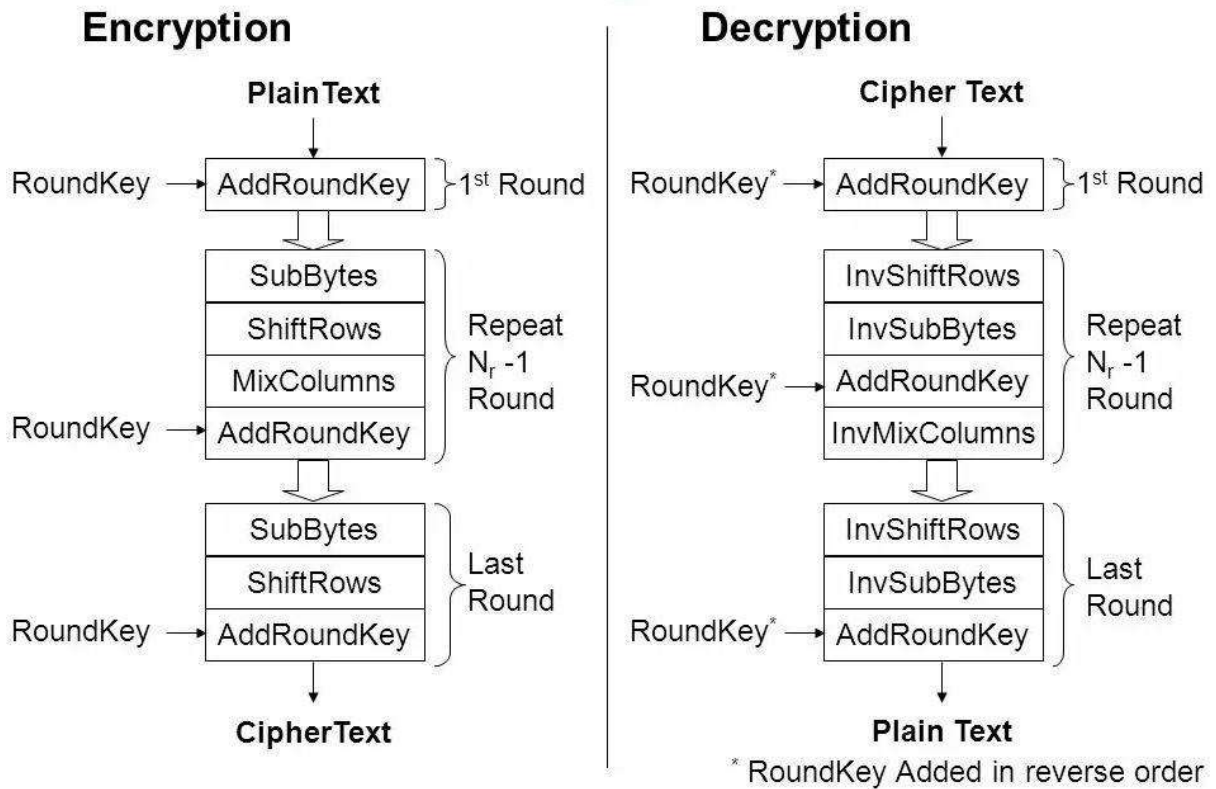 Encryption
PlainText
RoundKey
AddRoundKey
1st Round
SubBytes
ShiftRows
MixColumns
RoundKey
AddRoundKey
Repeat
Nr -1
Round
SubBytes
ShiftRows
RoundKey
AddRoundKey
Last
Round
CipherText
Decryption
Cipher Text
RoundKey*
AddRoundKey
1st Round
InvShiftRows
InvSubBytes
RoundKey*
AddRoundKey
InvMixColumns
Repeat
Nr -1
Round
InvShiftRows
InvSubBytes
RoundKey*
AddRoundKey
Last
Round
Plain Text
* RoundKey Added in reverse order